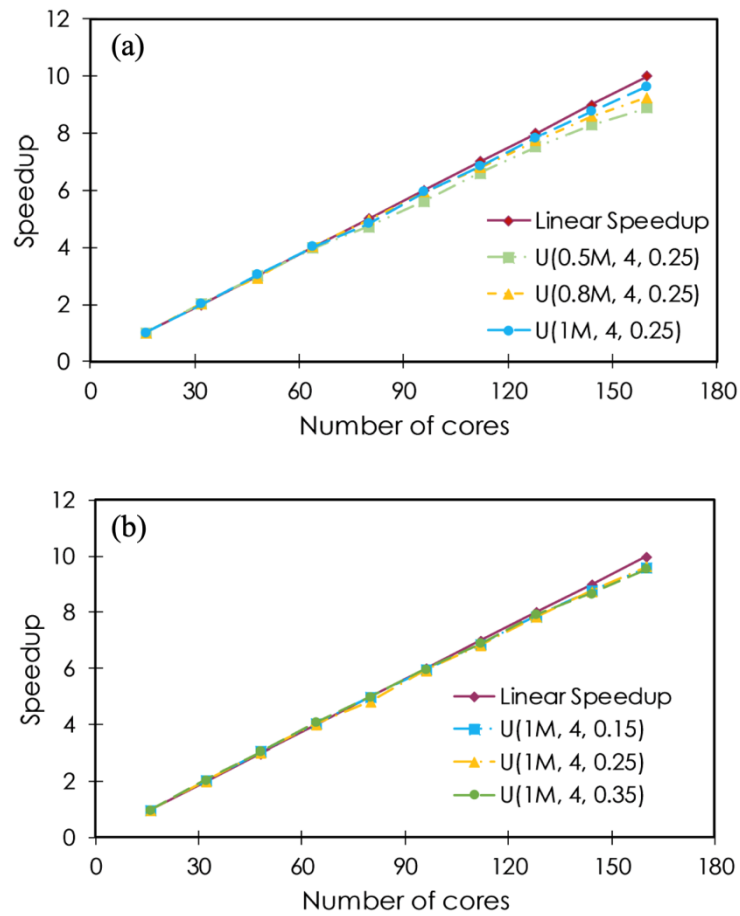 (a)
12
10
8
6
4
2
0
Speedup
Linear Speedup
U(0.5M, 4, 0.25)
U(0.8M, 4, 0.25)
U(1M, 4, 0.25)
0 30 60 90 120 150 180
Number of cores
(b)
12
10
8
6
4
2
0
Speedup
Linear Speedup
U(1M, 4, 0.15)
U(1M, 4, 0.25)
U(1M, 4, 0.35)
0 30 60 90 120 150 180
Number of cores